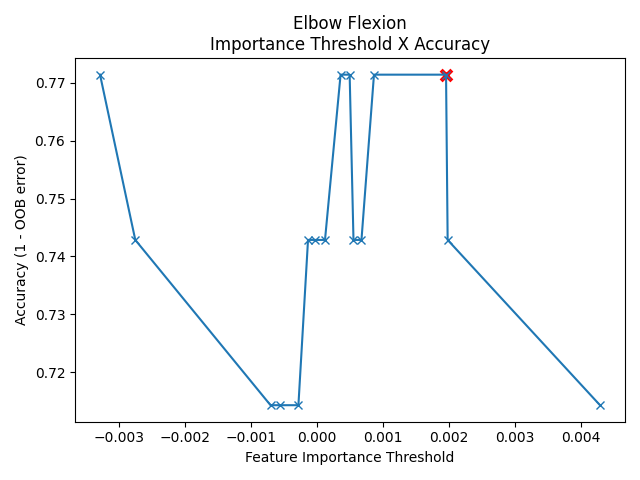 Elbow Flexion
Importance Threshold X Accuracy
0.77
0.76
0.75
0.74
0.73
0.72
Accuracy (1 - OOB error)
−0.003 −0.002 −0.001 0.000 0.001 0.002 0.003 0.004
Feature Importance Threshold